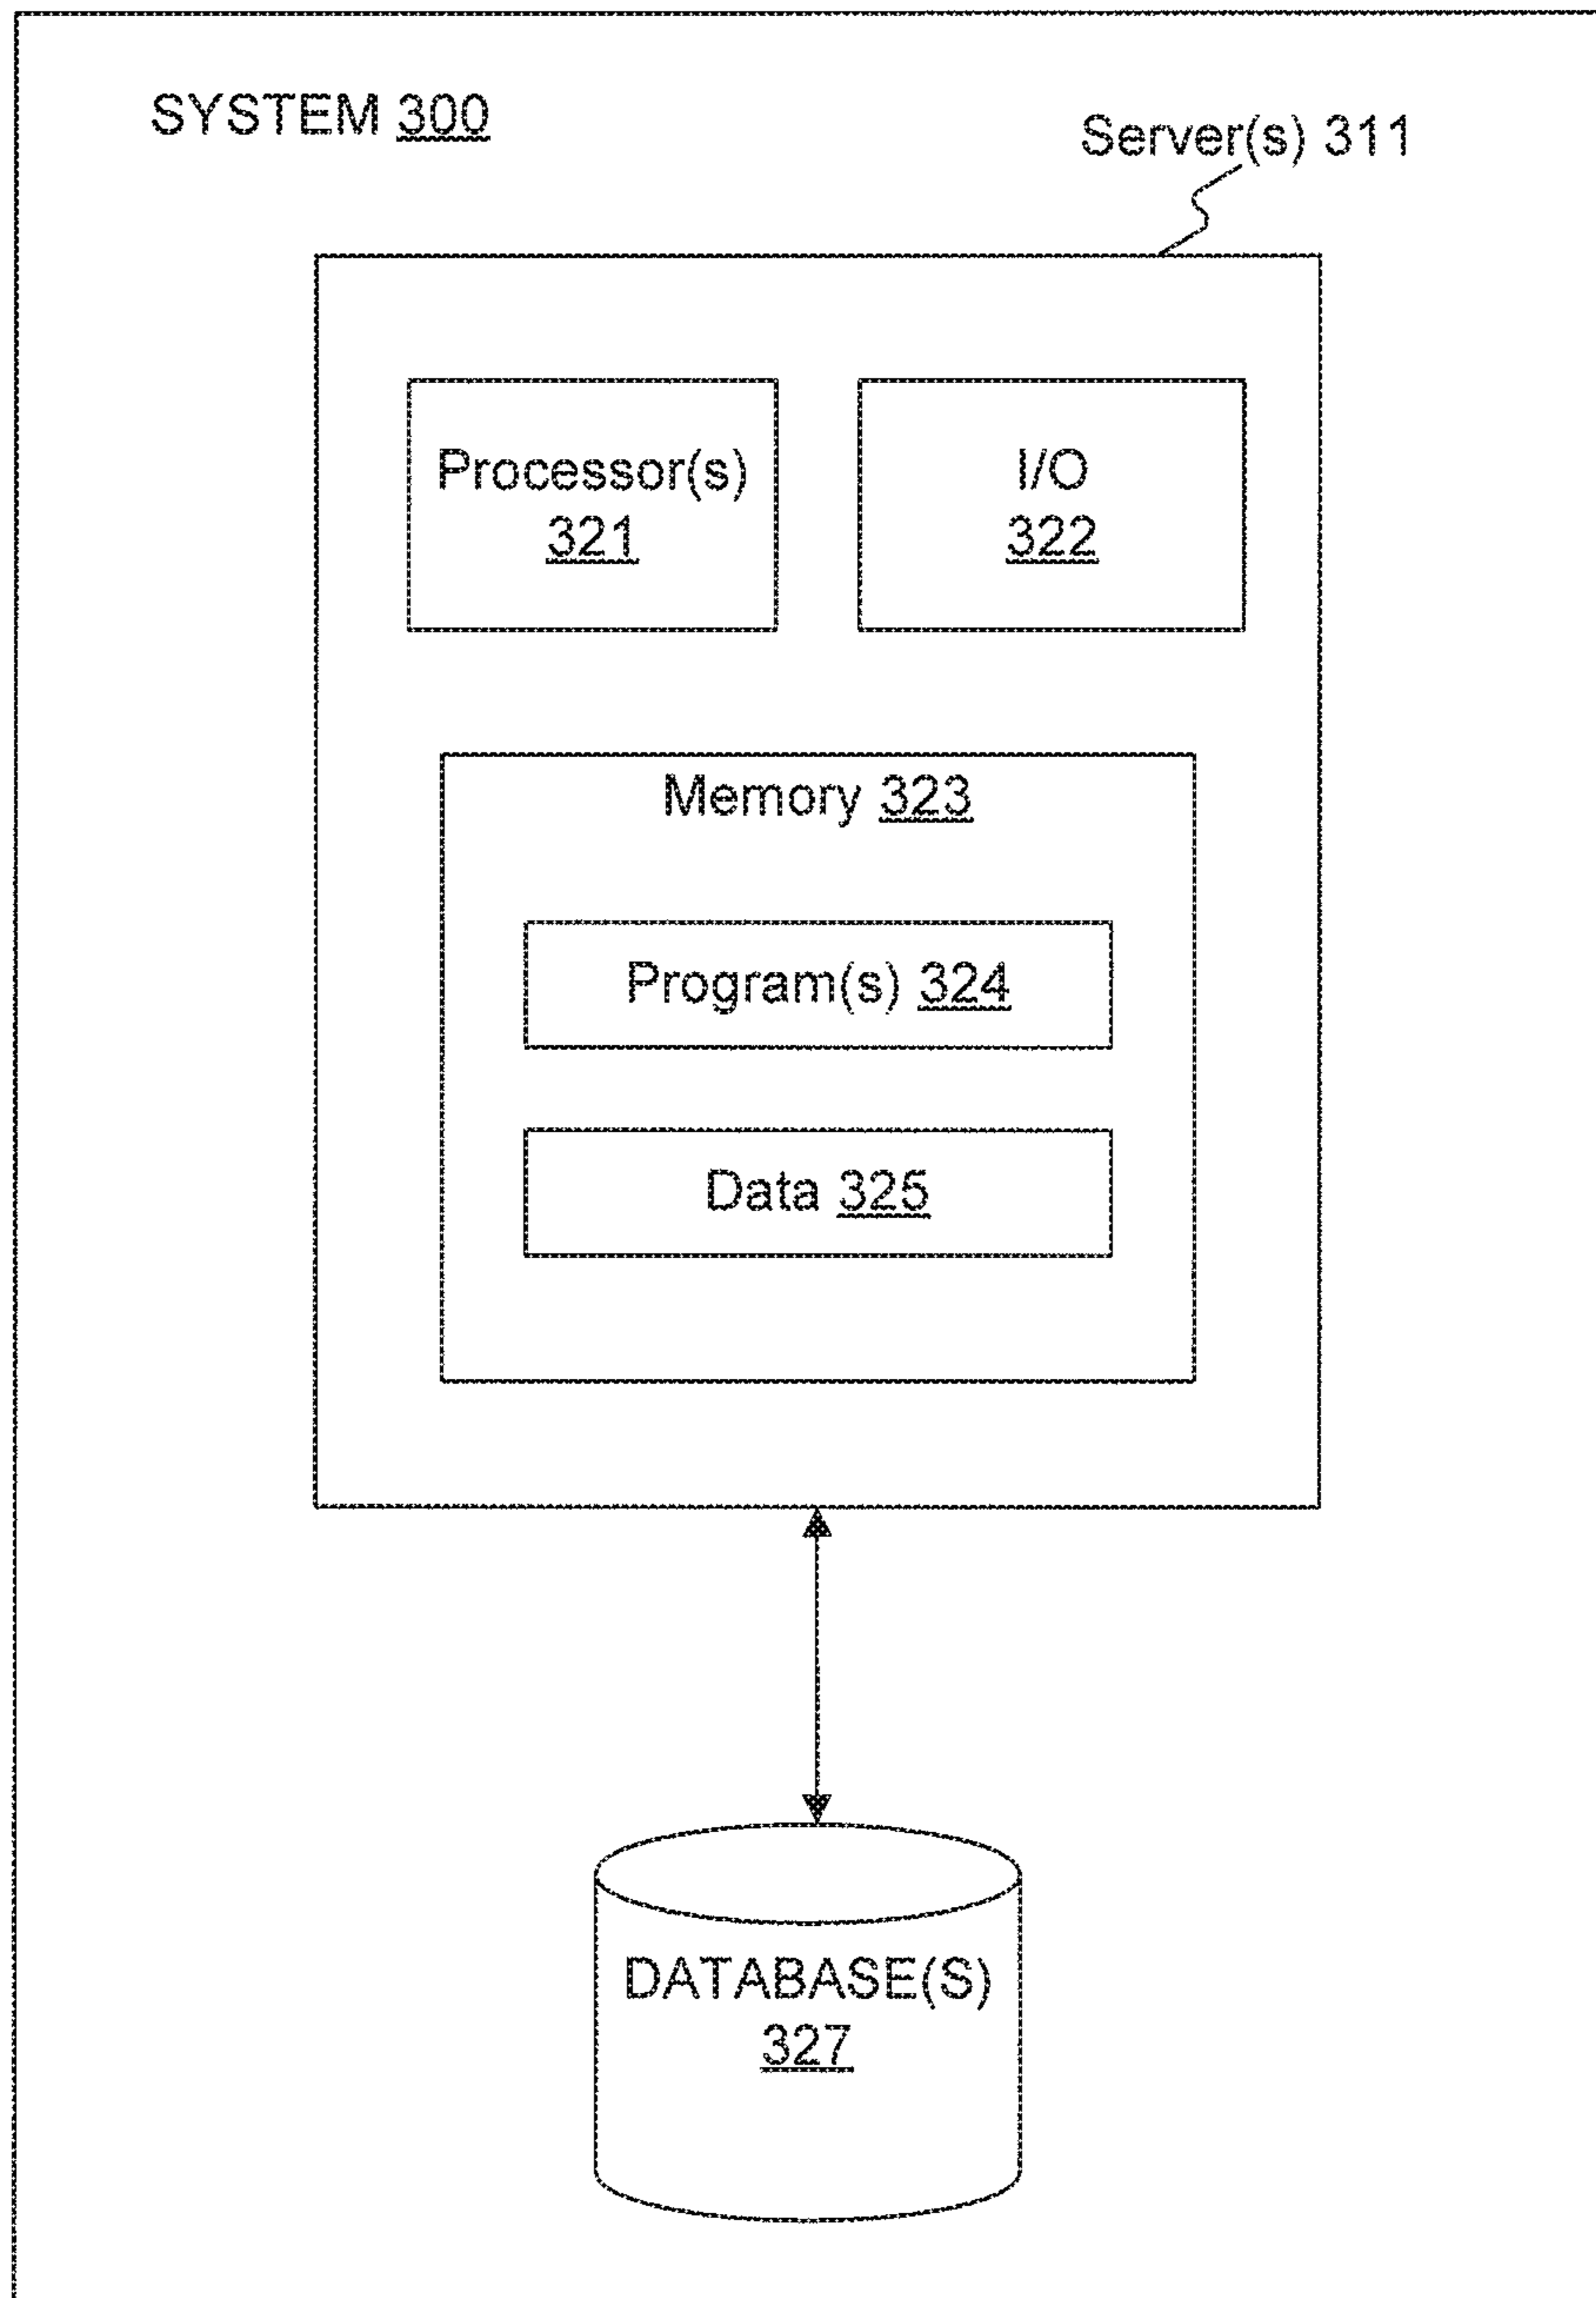 SYSTEM 300
Server(s) 311
Processor(s)
321
I/O
322
Memory 323
Program(s) 324
Data 325
DATABASE(S)
327